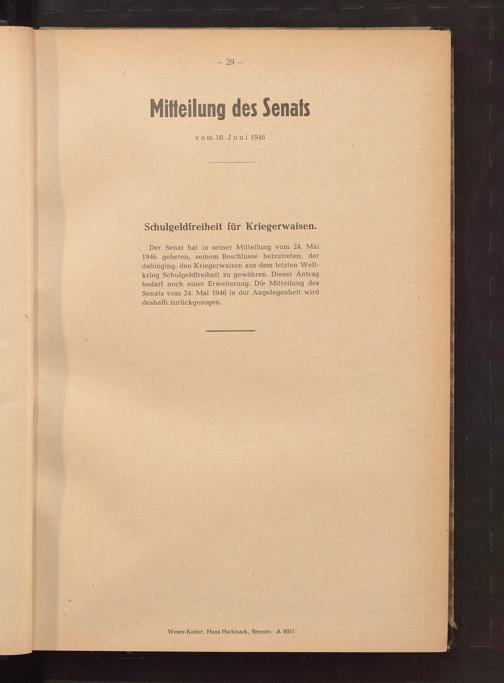 – 29 –
Mitteilung des Senats
vom 18. Juni 1946
Schulgeldfreiheit für Kriegerwaisen.
Der Senat hat in seiner Mitteilung vom 24. Mai
1946 gebeten, seinem Beschlusse beizutreten, der
dahinging, den Kriegerwaisen aus dem letzten Welt-
krieg Schulgeldfreiheit zu gewähren. Dieser Antrag
bedarf noch einer Erweiterung. Die Mitteilung des
Senats vom 24. Mai 1946 in der Angelegenheit wird
deshalb zurückgezogen.
Weser-Kurier, Hans Hackmack, Bremen A 9051